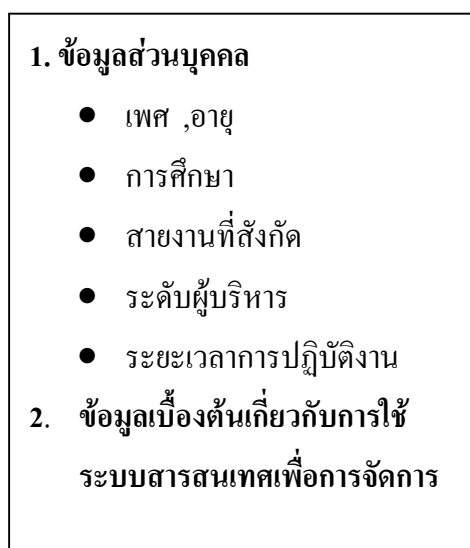 1. ข้อมูลส่วนบุคคล
● เพศ ,อายุ
● การศึกษา
● สายงานที่สังกัด
● ระดับผู้บริหาร
● ระยะเวลาการปฏิบัติงาน
2. ข้อมูลเบื้องต้นเกี่ยวกับการใช้
ระบบสารสนเทศเพื่อการจัดการ